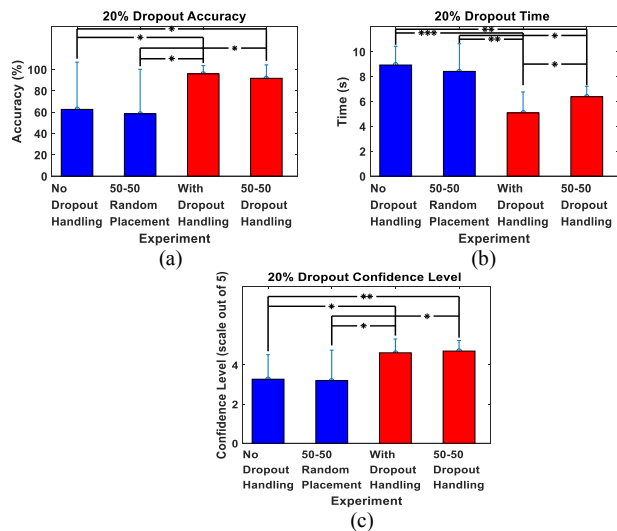 20% Dropout Accuracy
Accuracy (%)
100
80
60
40
20
0
No Dropout Handling
50-50 Random Placement
With Dropout Handling
50-50 Dropout Handling
Experiment
*
*
*
*
(a)
20% Dropout Time
Time (s)
10
8
6
4
2
0
No Dropout Handling
50-50 Random Placement
With Dropout Handling
50-50 Dropout Handling
Experiment
**
***
*
**
*
(b)
20% Dropout Confidence Level
Confidence Level (scale out of 5)
4
2
0
No Dropout Handling
50-50 Random Placement
With Dropout Handling
50-50 Dropout Handling
Experiment
**
*
*
*
(c)